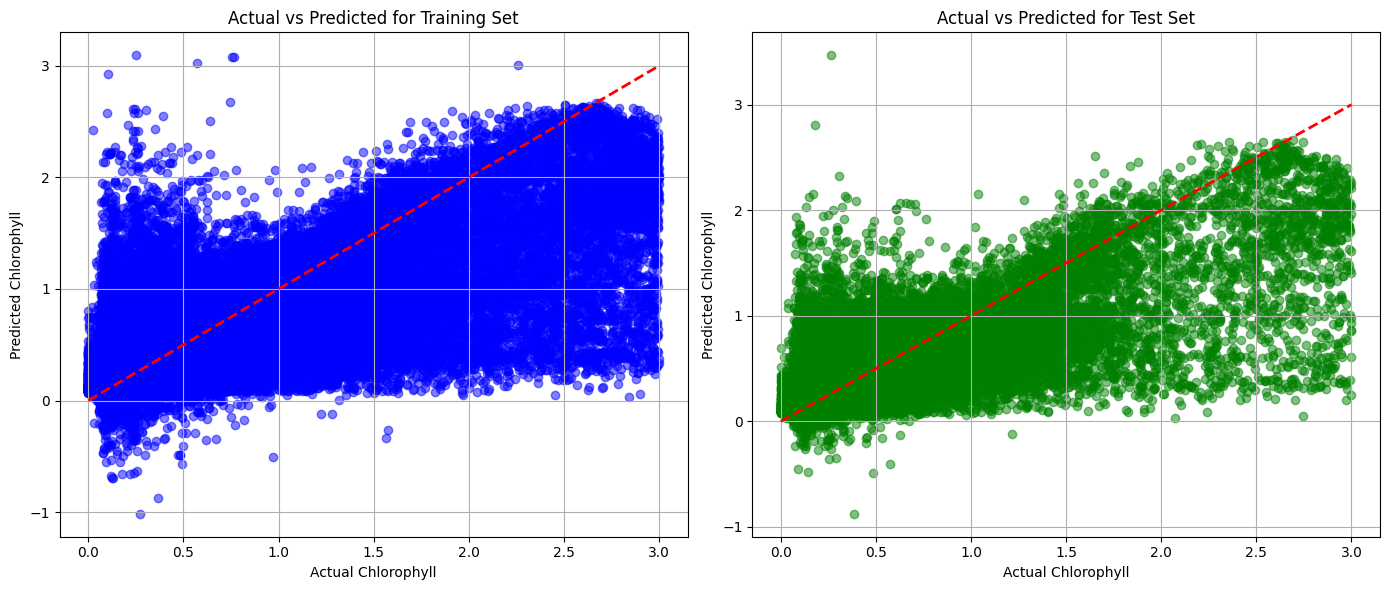 Actual vs Predicted for Training Set
Predicted Chlorophyll
3
2
1
0
−1
0.0 0.5 1.0 1.5 2.0 2.5 3.0
Actual Chlorophyll
Actual vs Predicted for Test Set
Predicted Chlorophyll
3
2
1
0
−1
0.0 0.5 1.0 1.5 2.0 2.5 3.0
Actual Chlorophyll